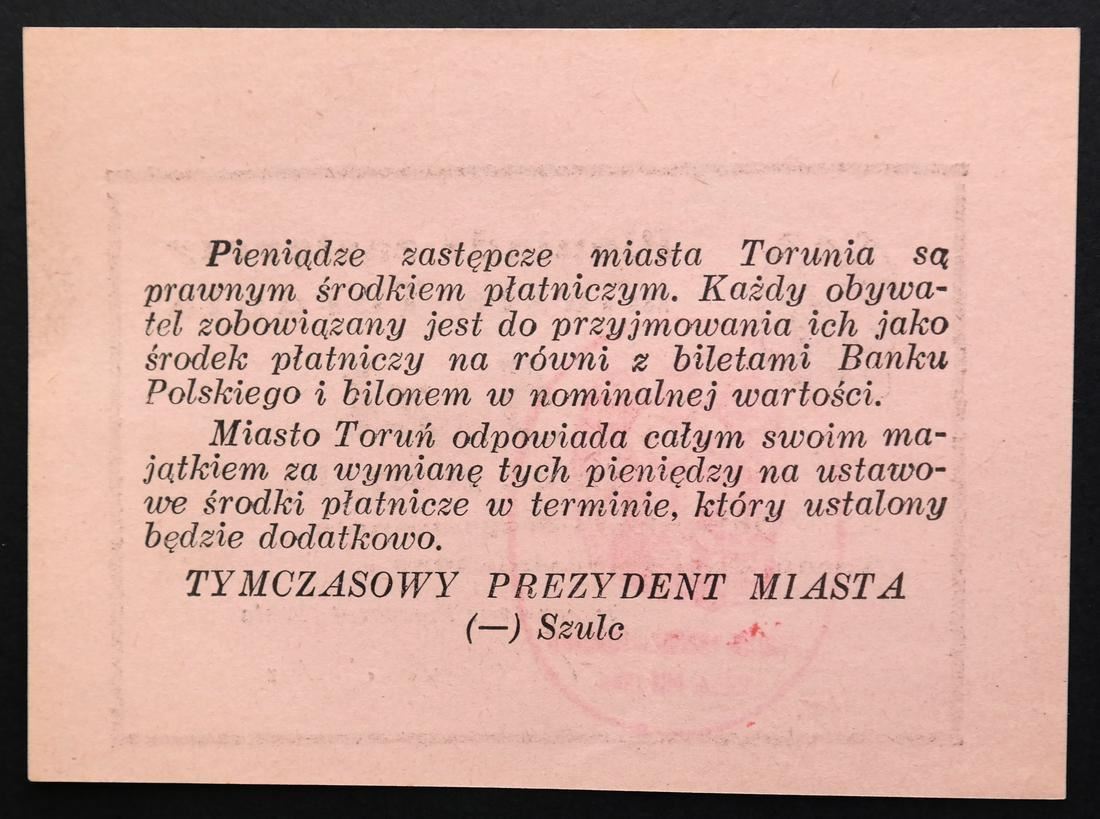 Pieniądze zastępcze miasta Torunia są
prawnym środkiem płatniczym. Każdy obywa-
tel zobowiązany jest do przyjmowania ich jako
środek płatniczy na równi z biletami Banku
Polskiego i bilonem w nominalnej wartości.
Miasto Toruń odpowiada całym swoim ma-
jątkiem za wymianę tych pieniędzy na ustawo-
we środki płatnicze w terminie, który ustalony
będzie dodatkowo.
TYMCZASOWY PREZYDENT MIASTA
(—) Szulc